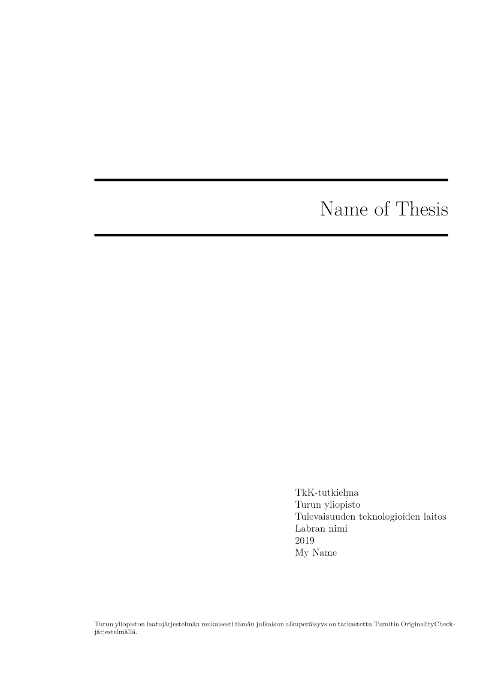 Name of Thesis
TkK-tutkielma
Turun yliopisto
Tulevaisuuden teknologioiden laitos
Labran nimi
2019
My Name
Turun yliopiston laatujärjestelmän mukaisesti tämän julkaisun alkuperäisyys on tarkastettu Turnitin OriginalityCheck-
järjestelmällä.